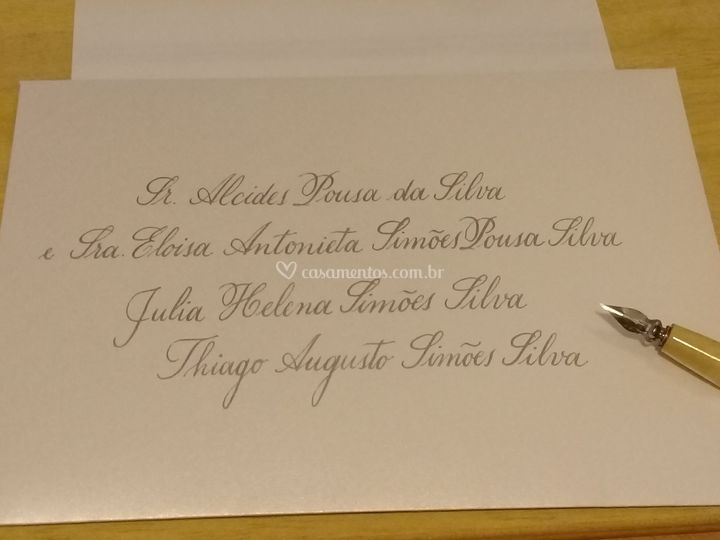 Sr. Alcides Pousa da Silva
e Sra. Eloisa Antonieta Simões Pousa Silva
casamentos.com.br
Julia Helena Simões Silva
Thiago Augusto Simões Silva